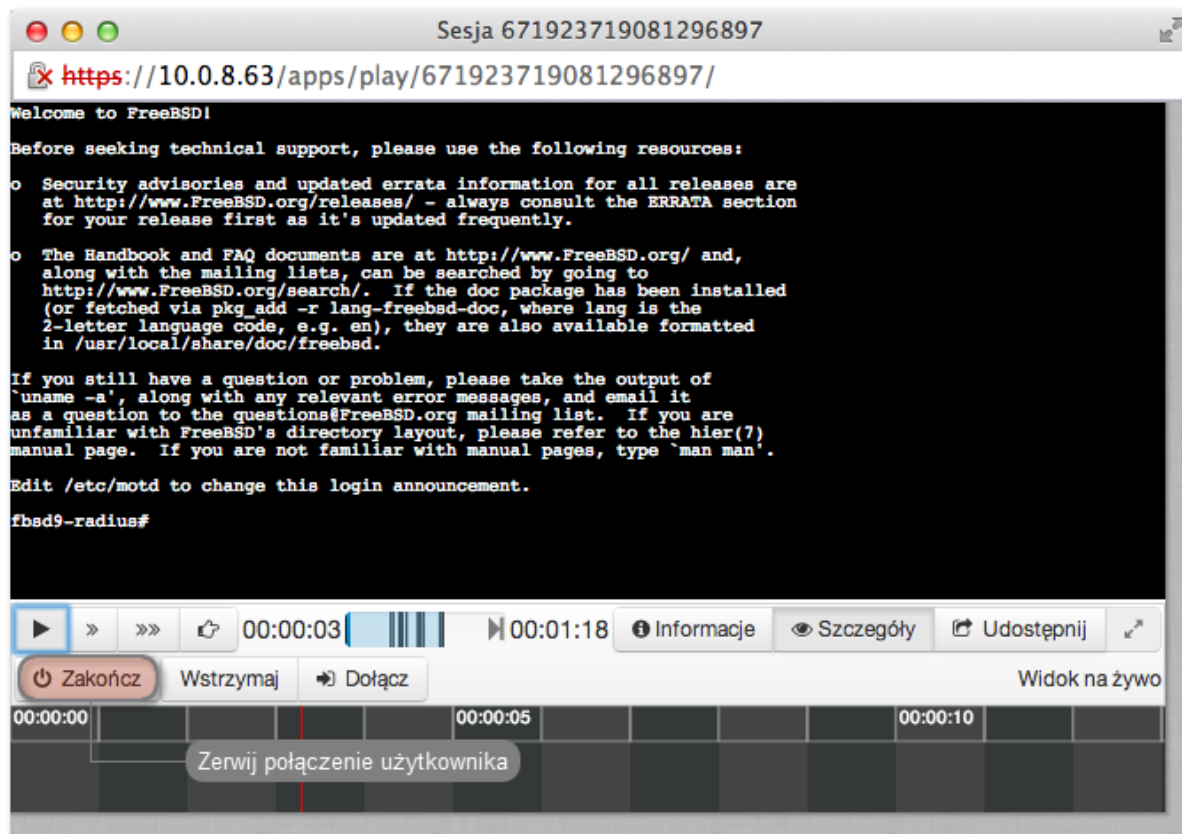 Sesja 671923719081296897
https://10.0.8.63/apps/play/671923719081296897/
Welcome to FreeBSD!
Before seeking technical support, please use the following resources:
o  Security advisories and updated errata information for all releases are
at http://www.FreeBSD.org/releases/ - always consult the ERRATA section
for your release first as it's updated frequently.
o  The Handbook and FAQ documents are at http://www.FreeBSD.org/ and,
along with the mailing lists, can be searched by going to
http://www.FreeBSD.org/search/.  If the doc package has been installed
(or fetched via pkg_add -r lang-freebsd-doc, where lang is the
2-letter language code, e.g. en), they are also available formatted
in /usr/local/share/doc/freebsd.
If you still have a question or problem, please take the output of
`uname -a', along with any relevant error messages, and email it
as a question to the questions@FreeBSD.org mailing list.  If you are
unfamiliar with FreeBSD's directory layout, please refer to the hier(7)
manual page.  If you are not familiar with manual pages, type `man man'.
Edit /etc/motd to change this login announcement.
fbsd9-radius#
00:00:03 00:01:18 Informacje Szczegóły Udostępnij
Zakończ Wstrzymaj Dołącz Widok na żywo
00:00:00 00:00:05 00:00:10
Zerwij połączenie użytkownika